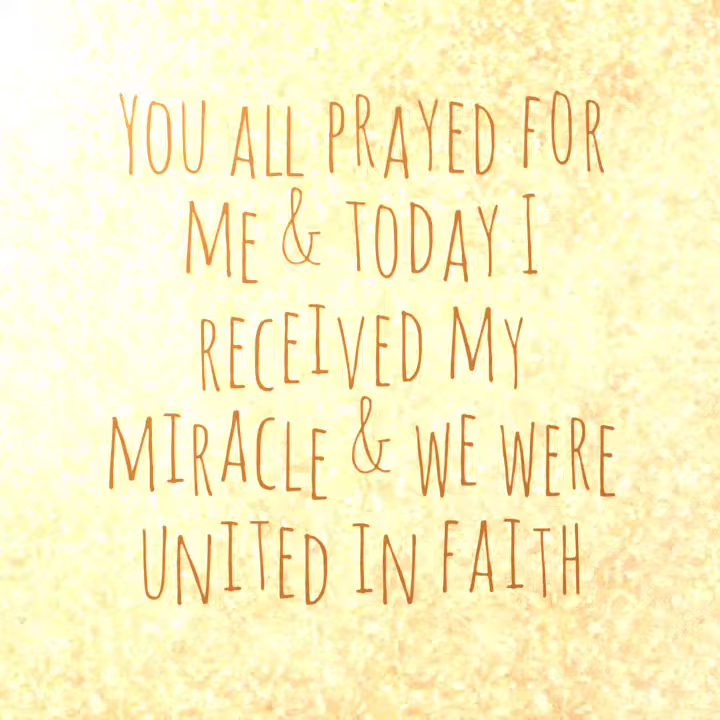 YOU ALL PRAYED FOR
ME & TODAY I
RECEIVED MY
MIRACLE & WE WERE
UNITED IN FAITH